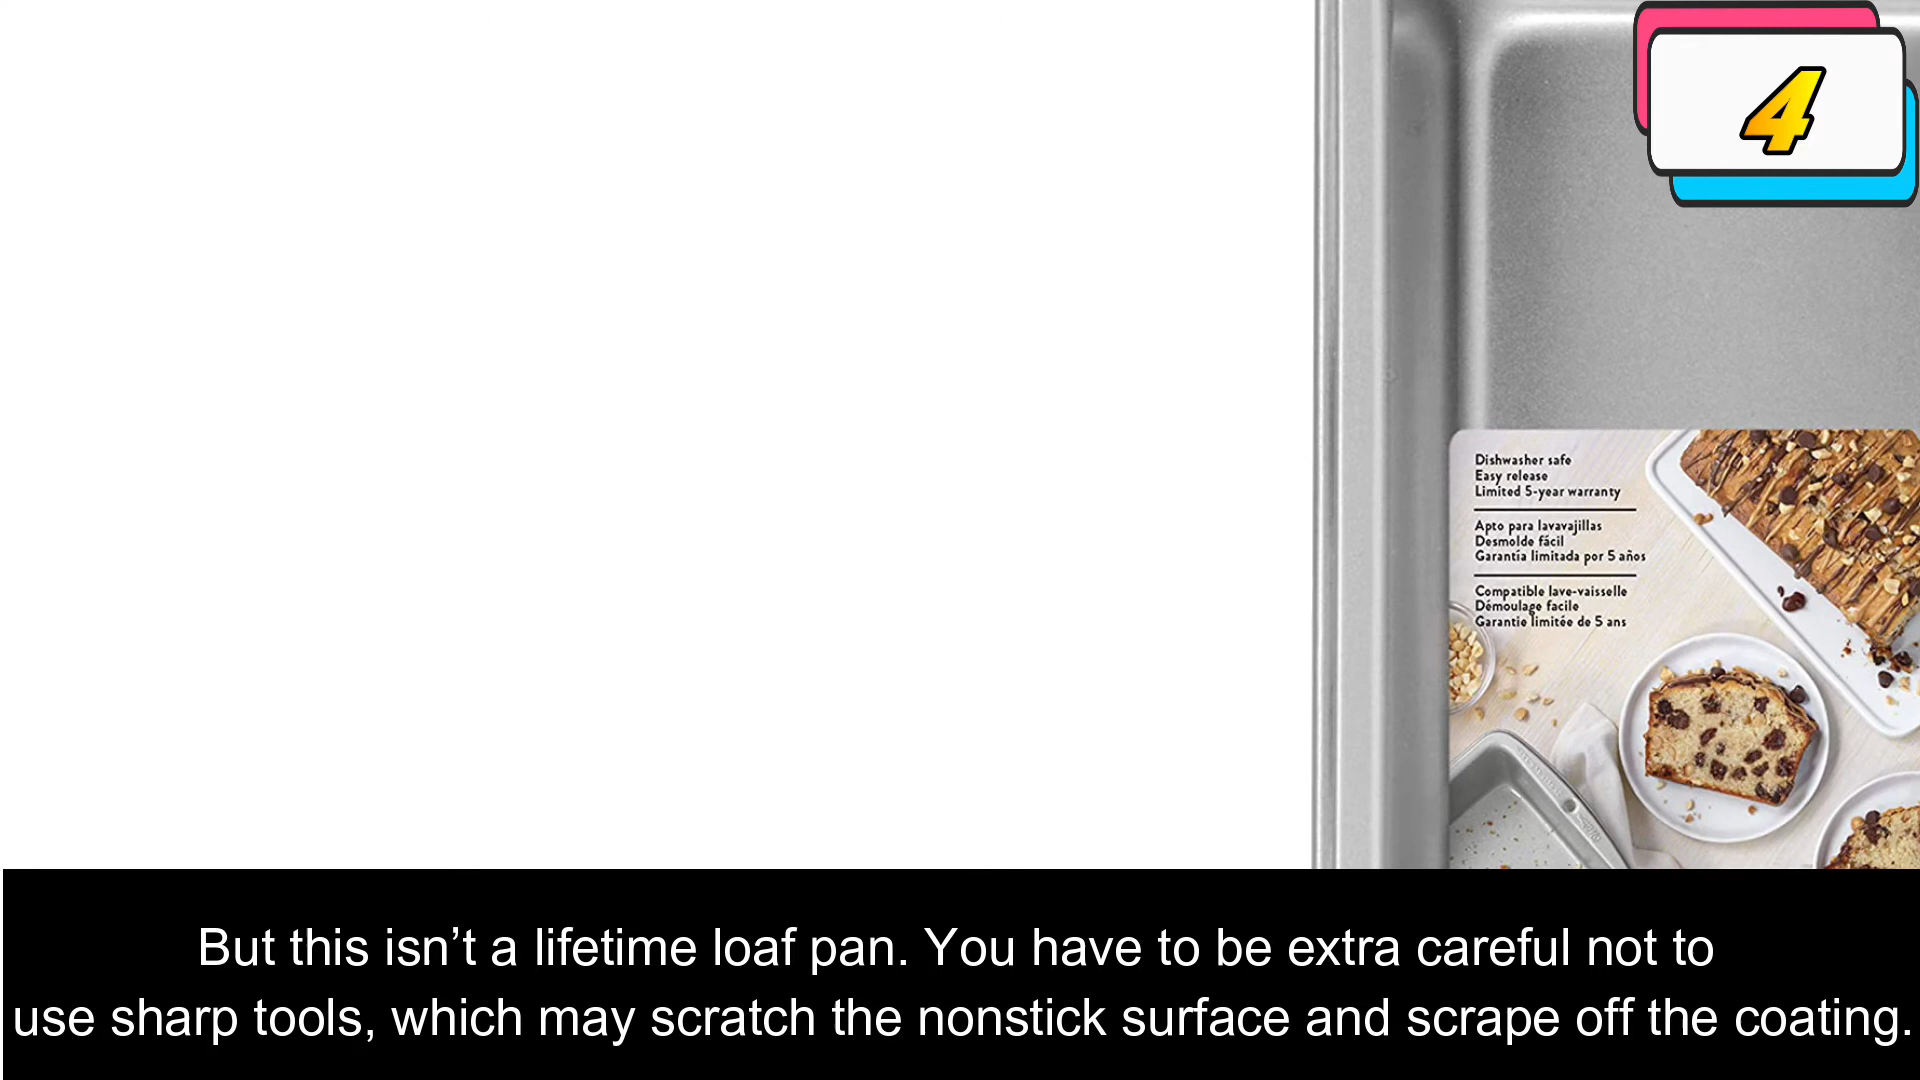 4
Dishwasher safe
Easy release
Limited 5-year warranty
Apto para lavavajillas
Desmolde fácil
Garantía limitada por 5 años
Compatible lave-vaisselle
Démoulage facile
Garantie limitée de 5 ans
But this isn’t a lifetime loaf pan. You have to be extra careful not to
use sharp tools, which may scratch the nonstick surface and scrape off the coating.